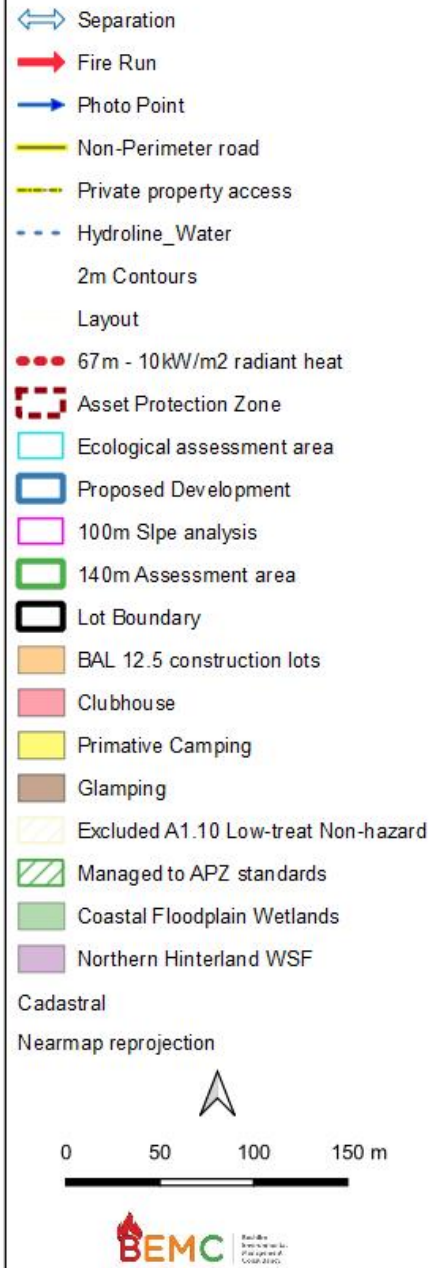 Separation
Fire Run
Photo Point
Non-Perimeter road
Private property access
Hydroline_Water
2m Contours
Layout
67m - 10kW/m2 radiant heat
Asset Protection Zone
Ecological assessment area
Proposed Development
100m Slpe analysis
140m Assessment area
Lot Boundary
BAL 12.5 construction lots
Clubhouse
Primative Camping
Glamping
Excluded A1.10 Low-treat Non-hazard
Managed to APZ standards
Coastal Floodplain Wetlands
Northern Hinterland WSF
Cadastral
Nearmap reprojection
0 50 100 150 m
BEMC